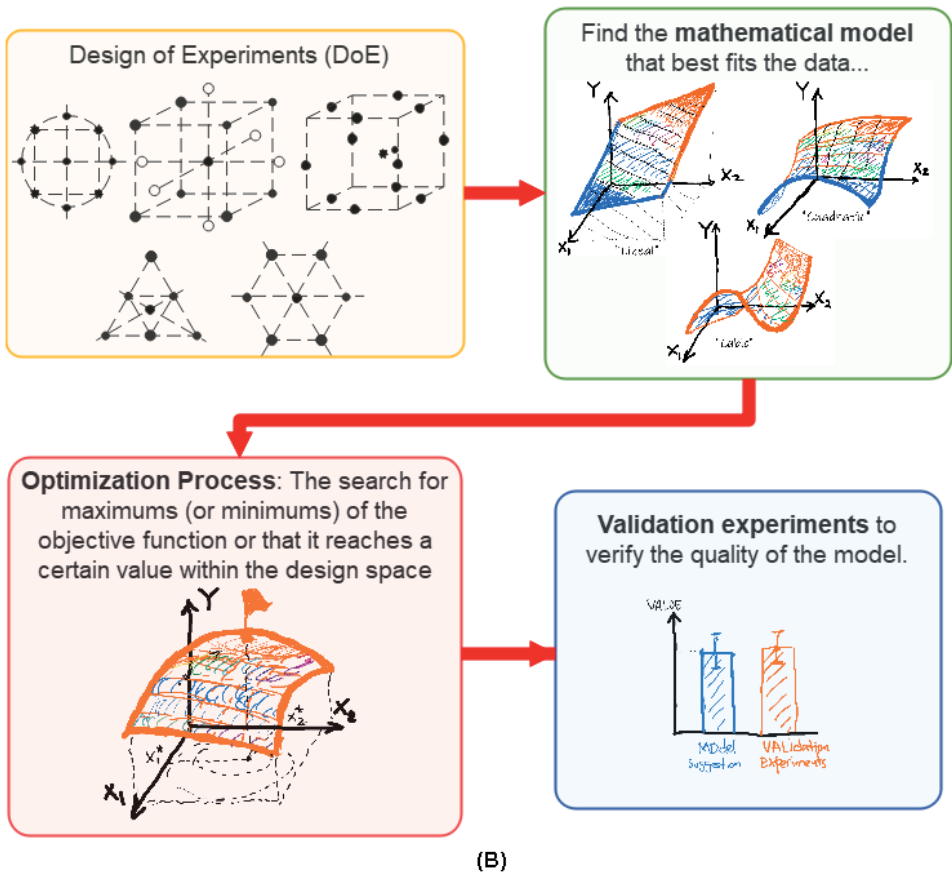 Design of Experiments (DoE)
Find the mathematical model
that best fits the data...
Y
X2
X1
"Lineal"
Y
X2
X1
"Cuadratic"
Y
X2
X1
"Cubic"
Optimization Process: The search for
maximums (or minimums) of the
objective function or that it reaches a
certain value within the design space
Y
X2
X2*
X1*
X1
Validation experiments to
verify the quality of the model.
VALUE
MODel
Suggestion
VALidation
Experiments
(B)